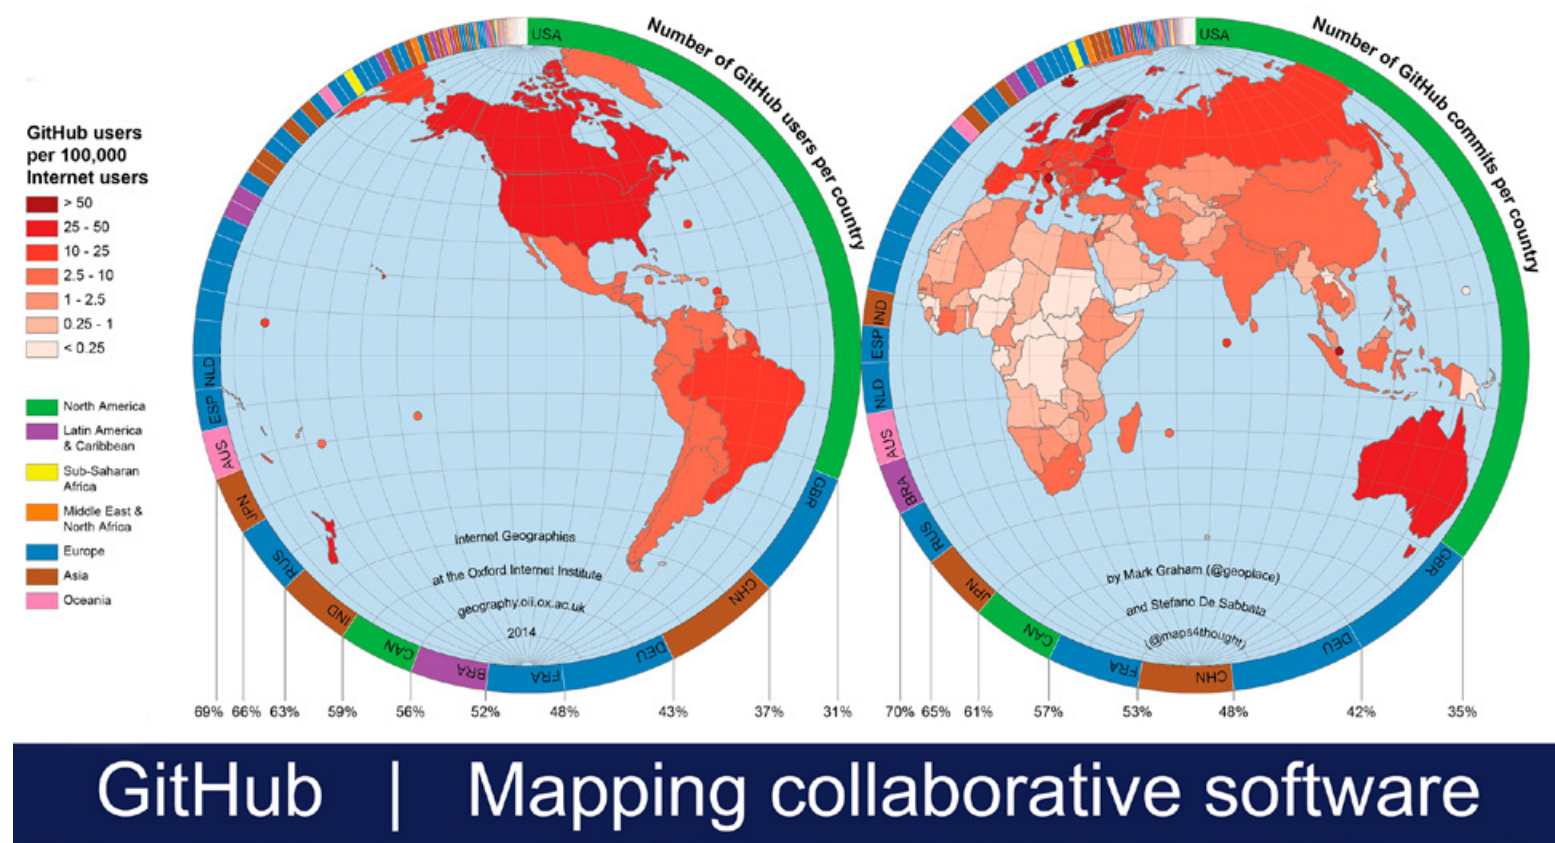 Number of GitHub users per country
Number of GitHub commits per country
GitHub users
per 100,000
Internet users
> 50
25 - 50
10 - 25
2.5 - 10
1 - 2.5
0.25 - 1
< 0.25
North America
Latin America
& Caribbean
Sub-Saharan
Africa
Middle East &
North Africa
Europe
Asia
Oceania
USA
GBR
CHN
DEU
FRA
BRA
CAN
IND
RUS
JPN
AUS
ESP
NLD
Internet Geographies
at the Oxford Internet Institute
geography.oii.ox.ac.uk
2014
69% 66% 63% 59% 56% 52% 48% 43% 37% 31%
USA
GBR
DEU
CHN
FRA
CAN
JPN
RUS
BRA
AUS
NLD
ESP
IND
by Mark Graham (@geoplace)
and Stefano De Sabbata
(@maps4thought)
70% 65% 61% 57% 53% 48% 42% 35%
GitHub | Mapping collaborative software